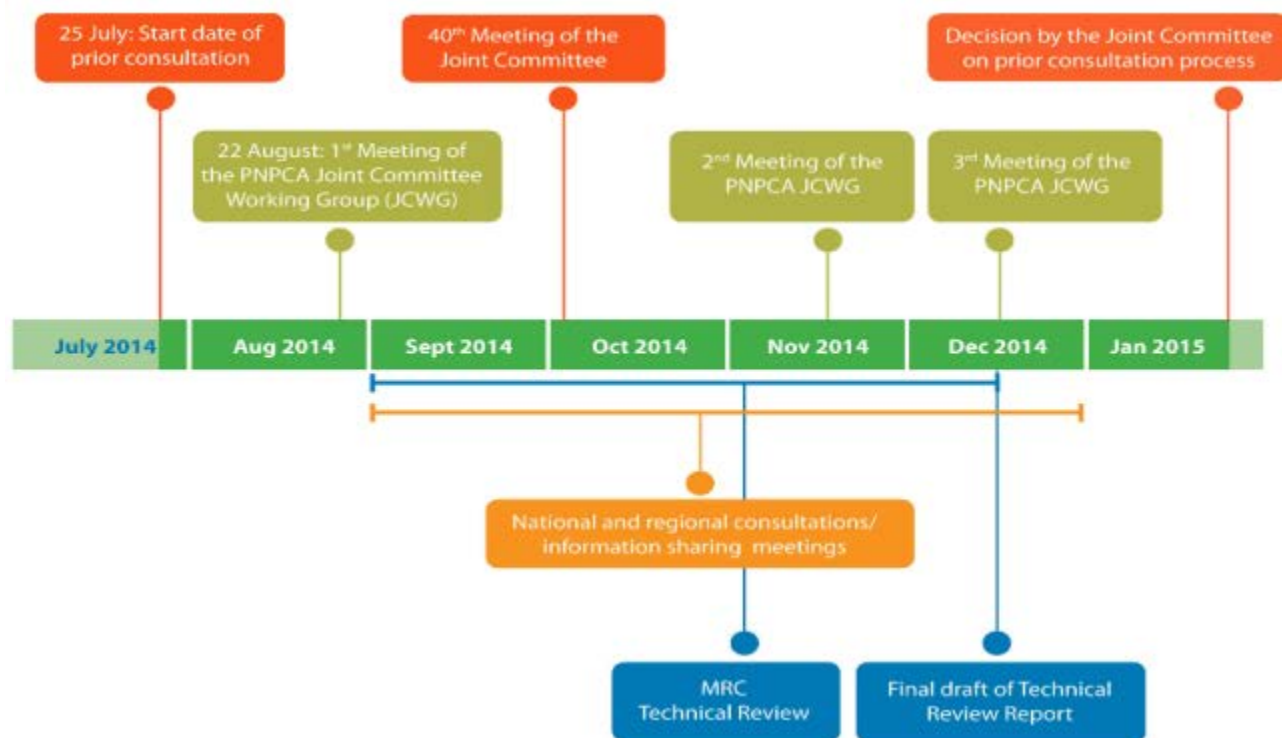 25 July: Start date of
prior consultation
40th Meeting of the
Joint Committee
Decision by the Joint Committee
on prior consultation process
22 August: 1st Meeting of
the PNPCA Joint Committee
Working Group (JCWG)
2nd Meeting of the
PNPCA JCWG
3rd Meeting of the
PNPCA JCWG
July 2014
Aug 2014
Sept 2014
Oct 2014
Nov 2014
Dec 2014
Jan 2015
National and regional consultations/
information sharing meetings
MRC
Technical Review
Final draft of Technical
Review Report